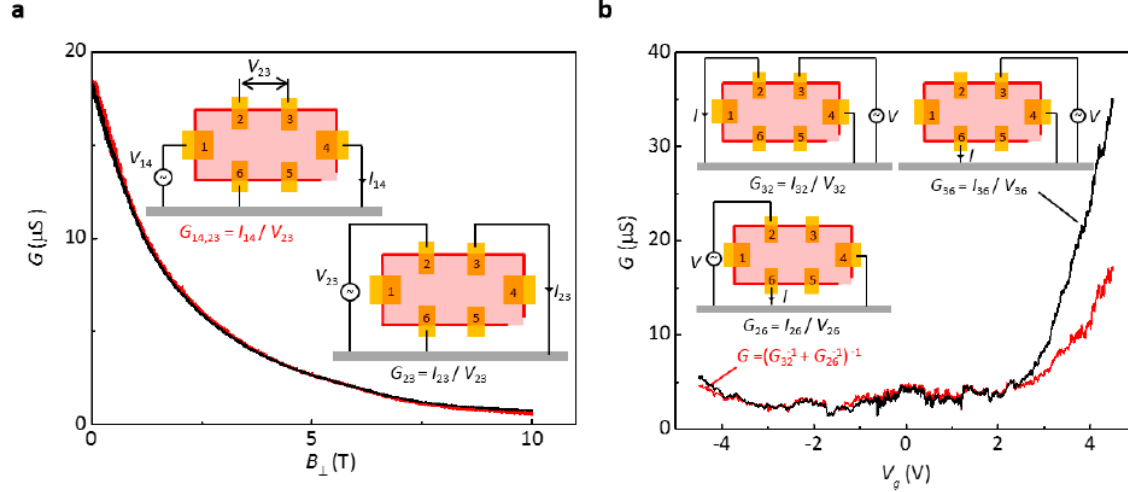 a
20
10
0
G (μS)
0
5
10
B⊥ (T)
V23
1
2
3
4
5
6
V14
I14
G14,23 = I14 / V23
V23
1
2
3
4
5
6
I23
G23 = I23 / V23
b
40
30
20
10
0
G (μS)
-4
-2
0
2
4
Vg (V)
I
1
2
3
4
5
6
V
G32 = I32 / V32
1
2
3
4
5
6
I
V
G36 = I36 / V36
V
1
2
3
4
5
6
I
G26 = I26 / V26
G = (G32⁻¹ + G26⁻¹)⁻¹